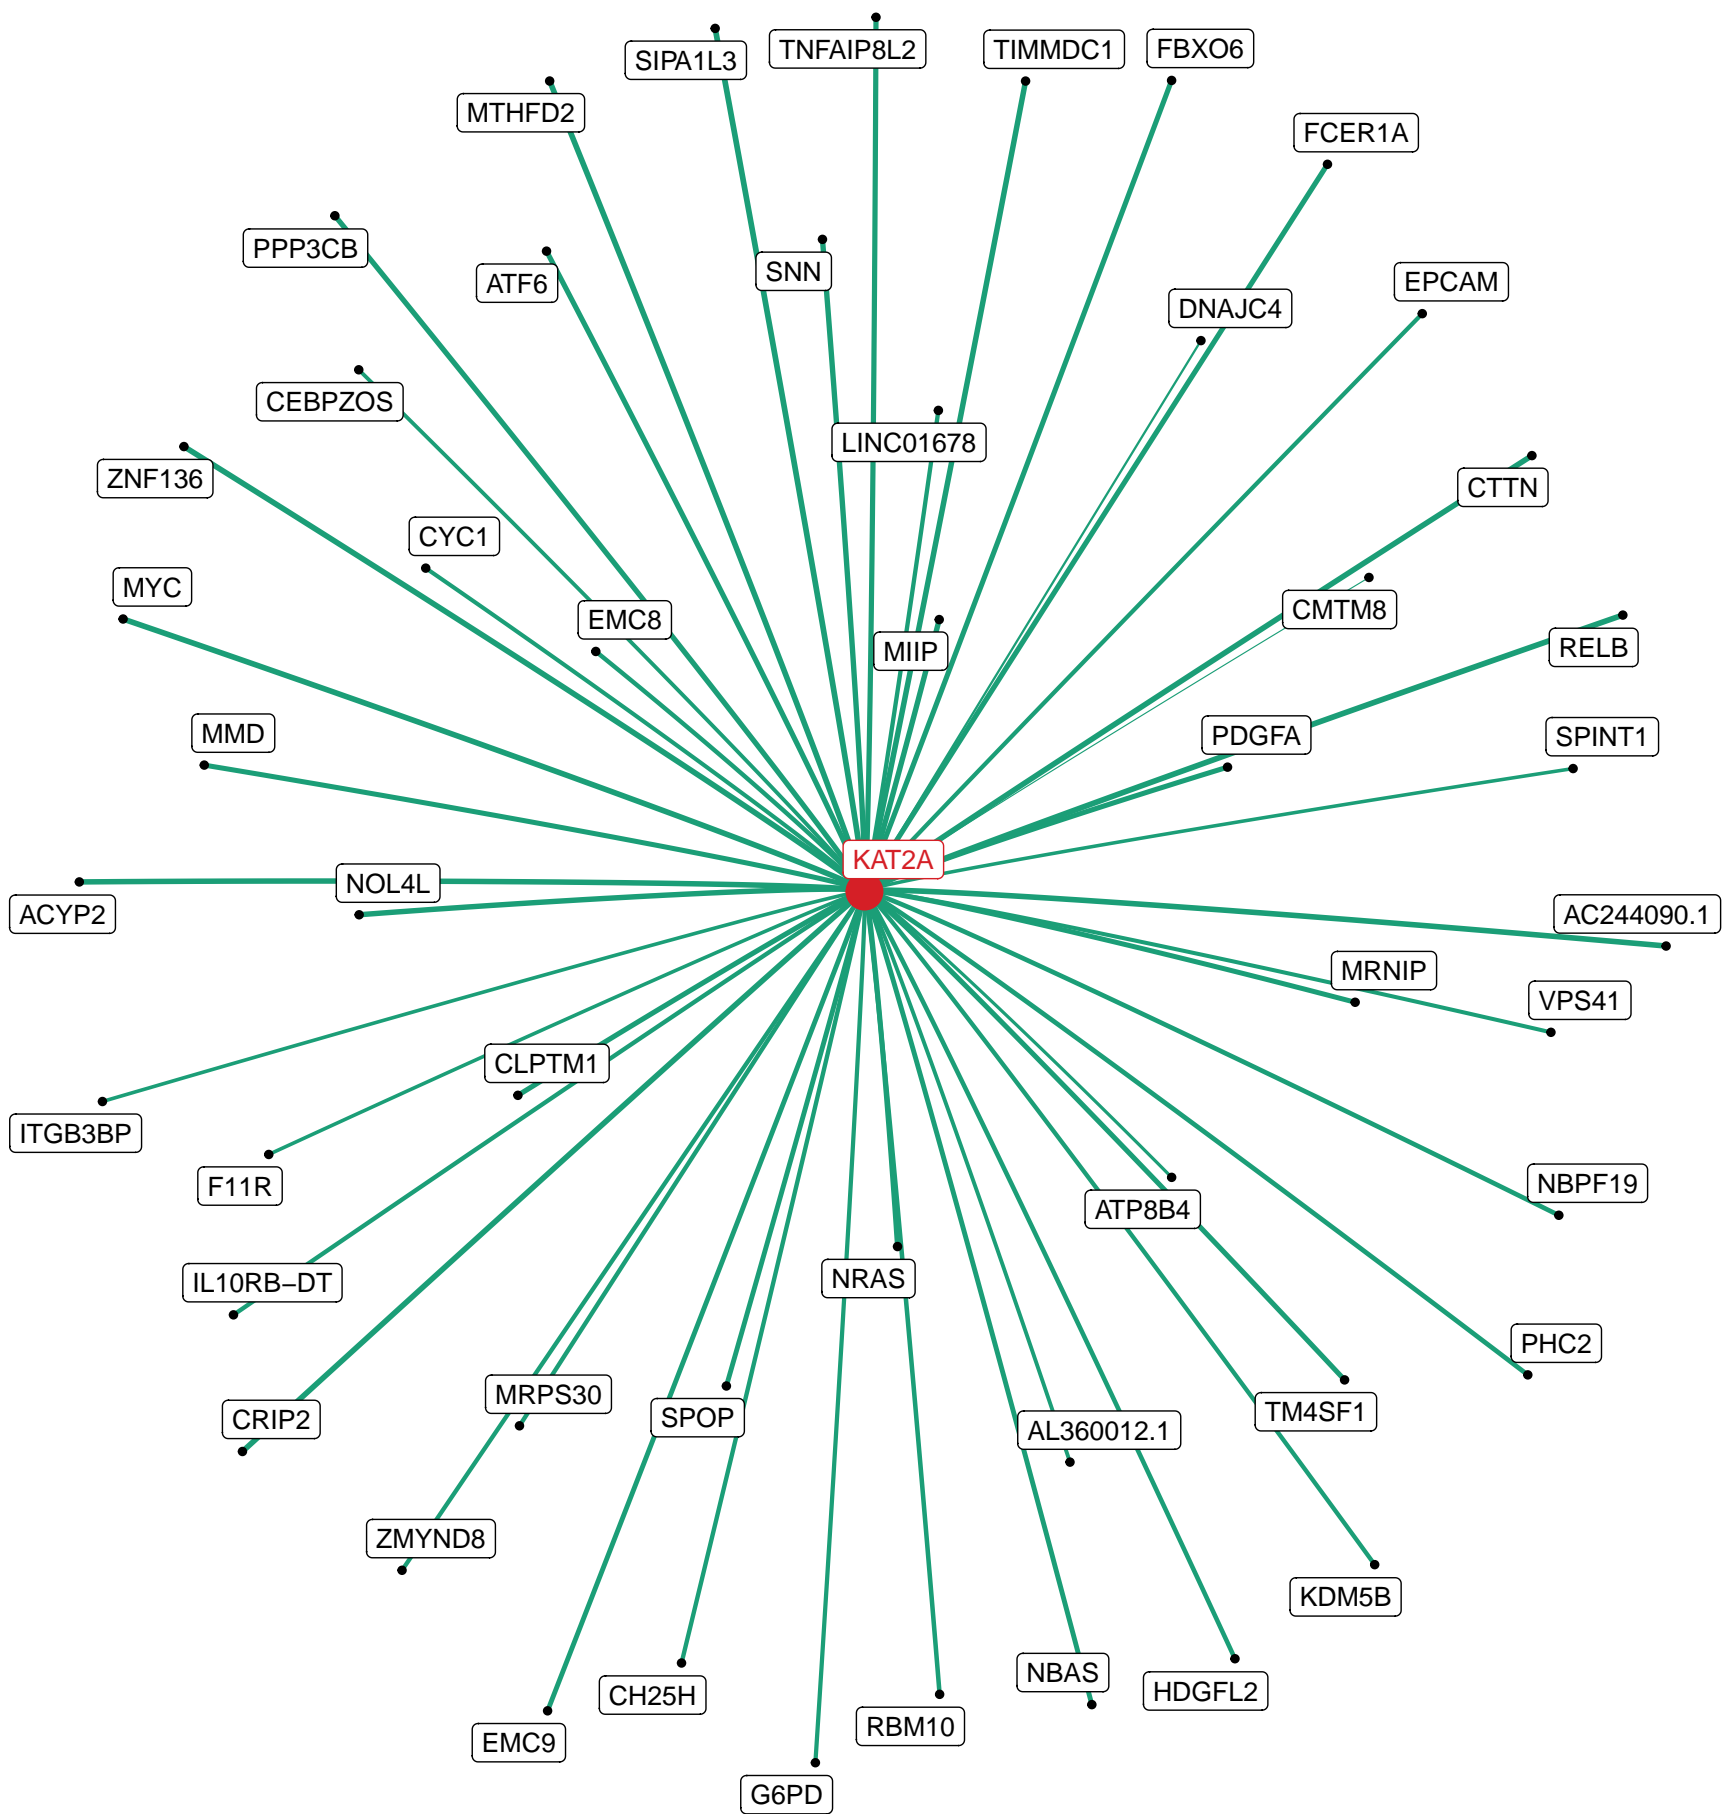 TNFAIP8L2
TIMMDC1
FBXO6
SIPA1L3
MTHFD2
FCER1A
PPP3CB
SNN
ATF6
EPCAM
DNAJC4
CEBPZOS
LINC01678
ZNF136
CTTN
CYC1
MYC
EMC8
CMTM8
MIIP
RELB
MMD
PDGFA
SPINT1
KAT2A
NOL4L
ACYP2
AC244090.1
MRNIP
VPS41
CLPTM1
ITGB3BP
F11R
NBPF19
ATP8B4
IL10RB−DT
NRAS
PHC2
MRPS30
CRIP2
SPOP
TM4SF1
AL360012.1
ZMYND8
KDM5B
NBAS
HDGFL2
CH25H
RBM10
EMC9
G6PD